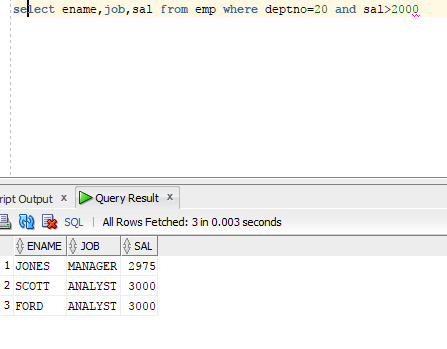 select ename,job,sal from emp where deptno=20 and sal>2000
ript Output x Query Result x
SQL | All Rows Fetched: 3 in 0.003 seconds
ENAME JOB SAL
1 JONES MANAGER 2975
2 SCOTT ANALYST 3000
3 FORD ANALYST 3000